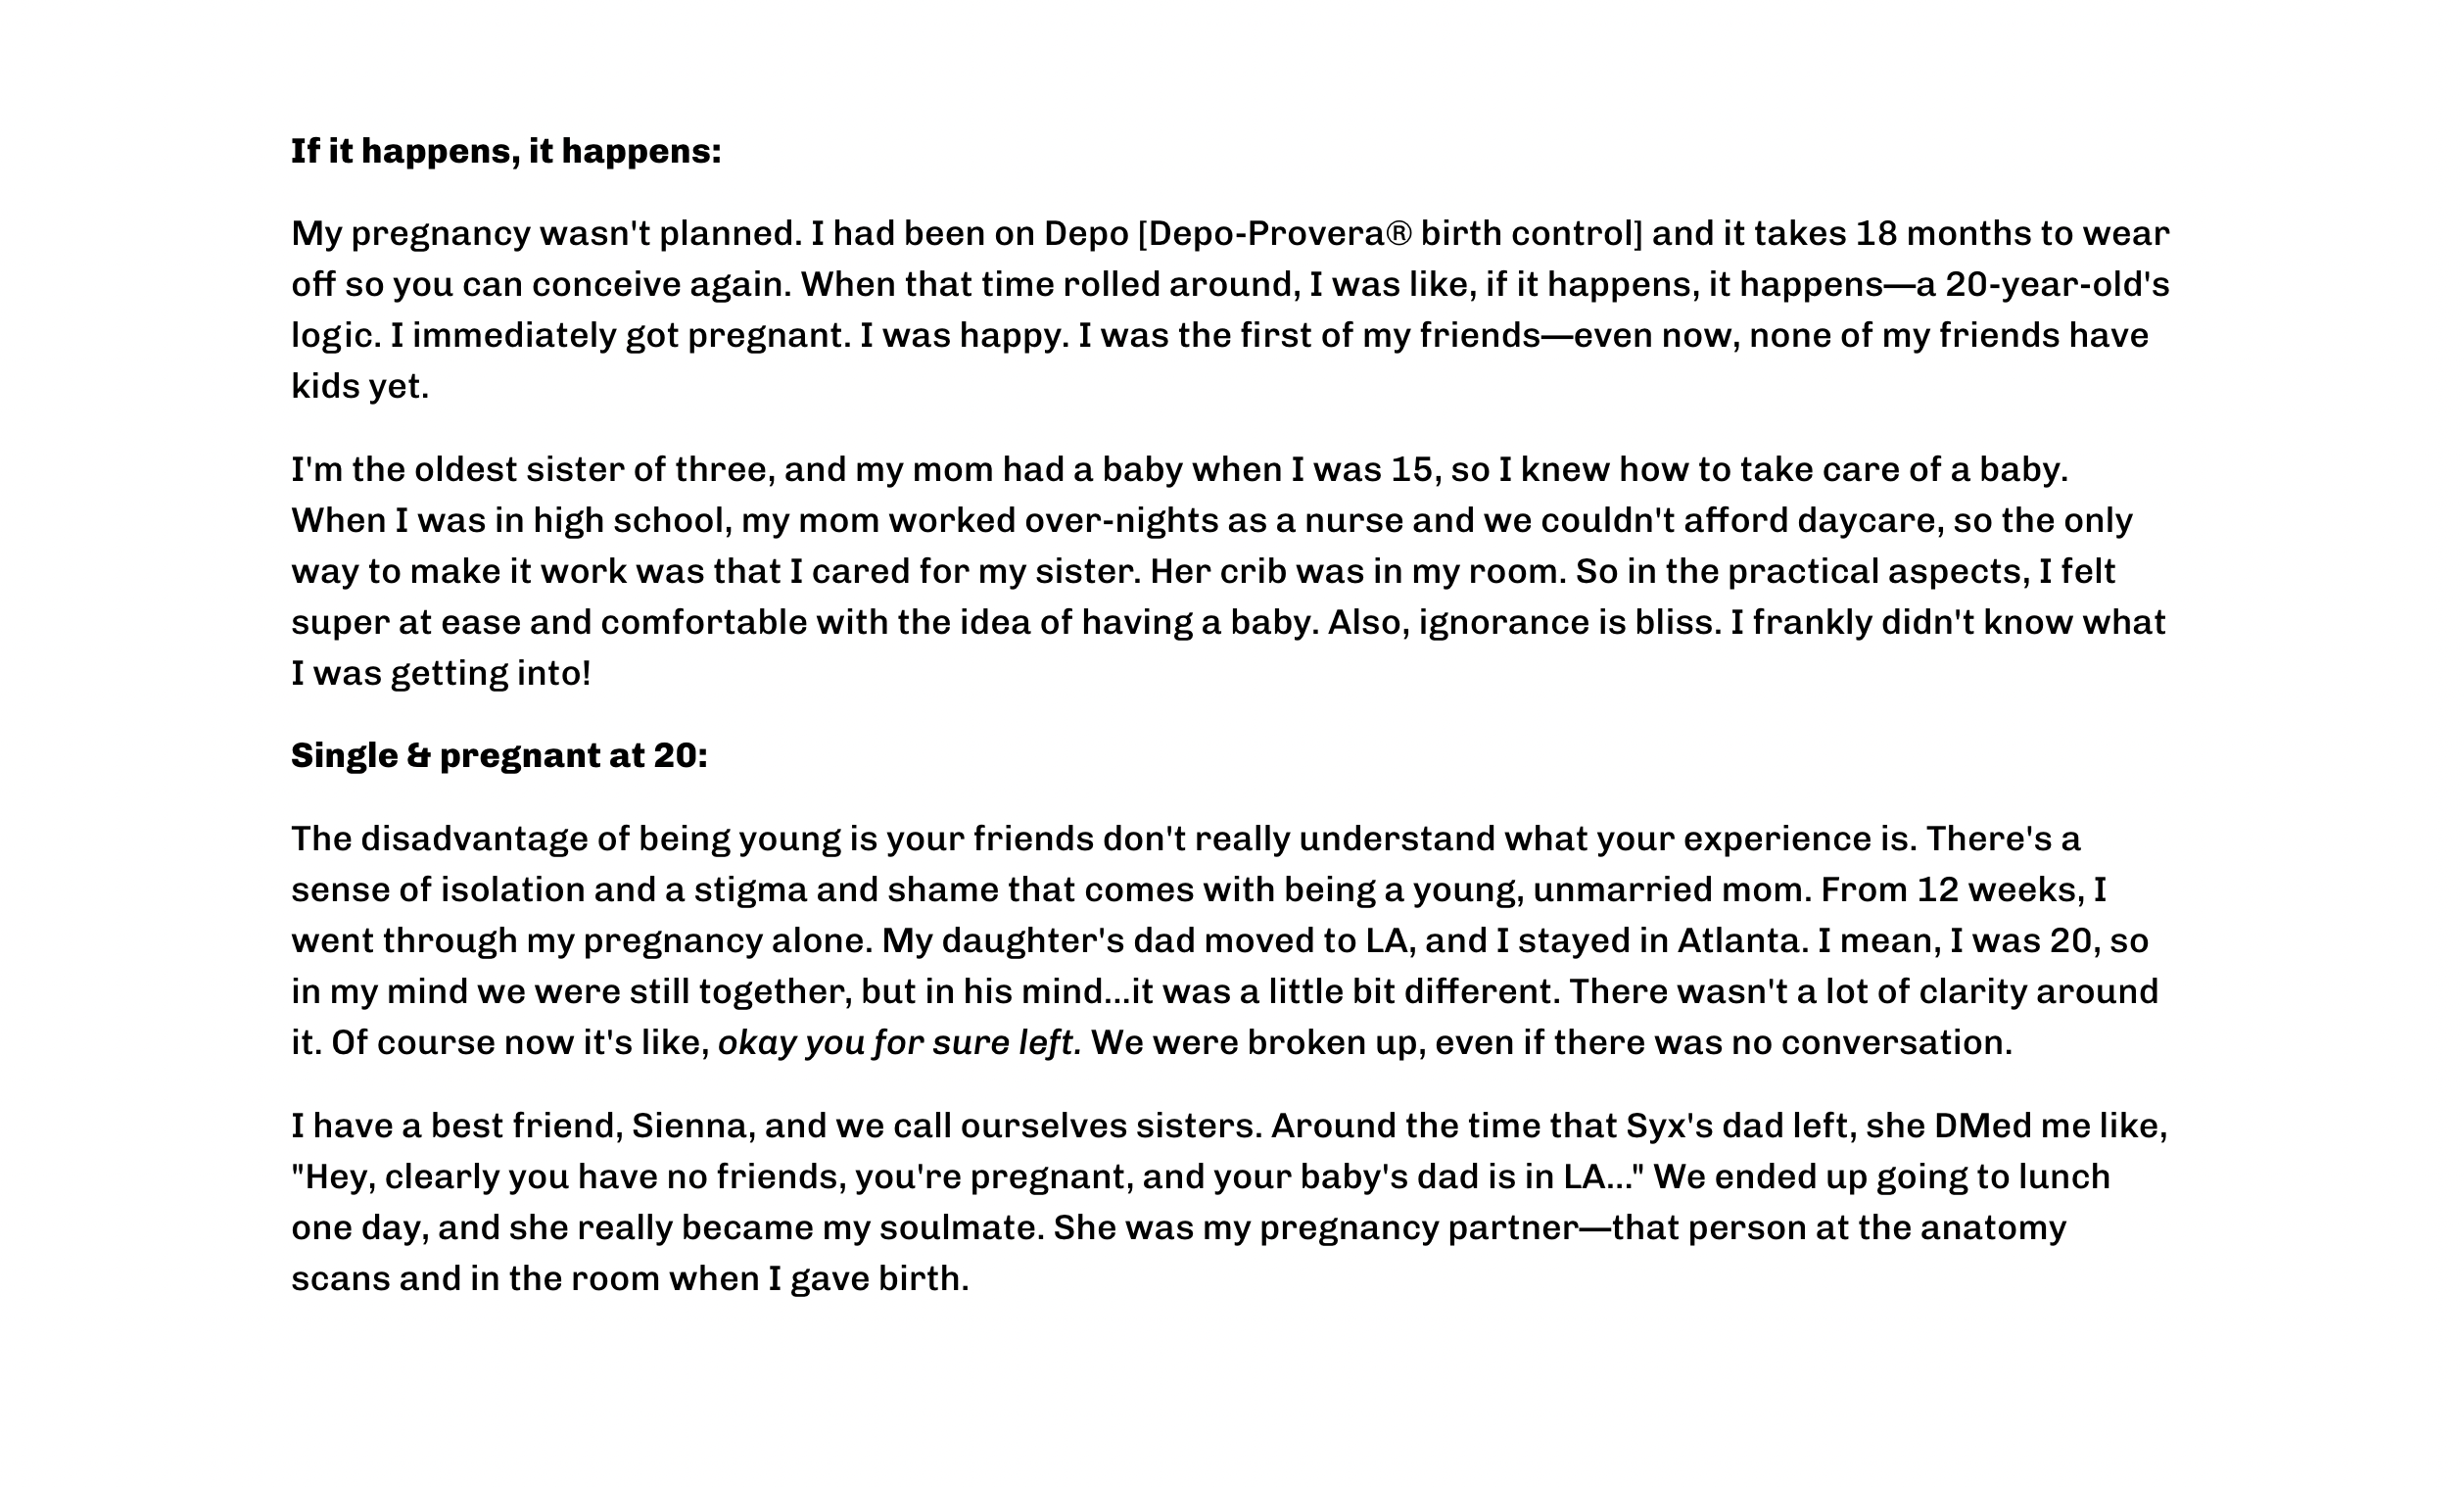 If it happens, it happens:
My pregnancy wasn't planned. I had been on Depo [Depo-Provera® birth control] and it takes 18 months to wear
off so you can conceive again. When that time rolled around, I was like, if it happens, it happens—a 20-year-old's
logic. I immediately got pregnant. I was happy. I was the first of my friends—even now, none of my friends have
kids yet.
I'm the oldest sister of three, and my mom had a baby when I was 15, so I knew how to take care of a baby.
When I was in high school, my mom worked over-nights as a nurse and we couldn't afford daycare, so the only
way to make it work was that I cared for my sister. Her crib was in my room. So in the practical aspects, I felt
super at ease and comfortable with the idea of having a baby. Also, ignorance is bliss. I frankly didn't know what
I was getting into!
Single & pregnant at 20:
The disadvantage of being young is your friends don't really understand what your experience is. There's a
sense of isolation and a stigma and shame that comes with being a young, unmarried mom. From 12 weeks, I
went through my pregnancy alone. My daughter's dad moved to LA, and I stayed in Atlanta. I mean, I was 20, so
in my mind we were still together, but in his mind...it was a little bit different. There wasn't a lot of clarity around
it. Of course now it's like, okay you for sure left. We were broken up, even if there was no conversation.
I have a best friend, Sienna, and we call ourselves sisters. Around the time that Syx's dad left, she DMed me like,
"Hey, clearly you have no friends, you're pregnant, and your baby's dad is in LA..." We ended up going to lunch
one day, and she really became my soulmate. She was my pregnancy partner—that person at the anatomy
scans and in the room when I gave birth.